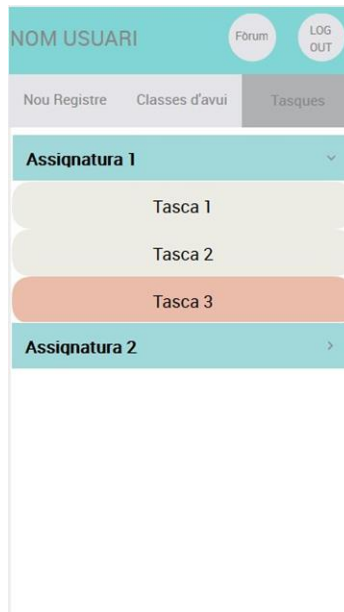 NOM USUARI
Fòrum
LOG
OUT
Nou Registre
Classes d'avui
Tasques
Assignatura 1
Tasca 1
Tasca 2
Tasca 3
Assignatura 2